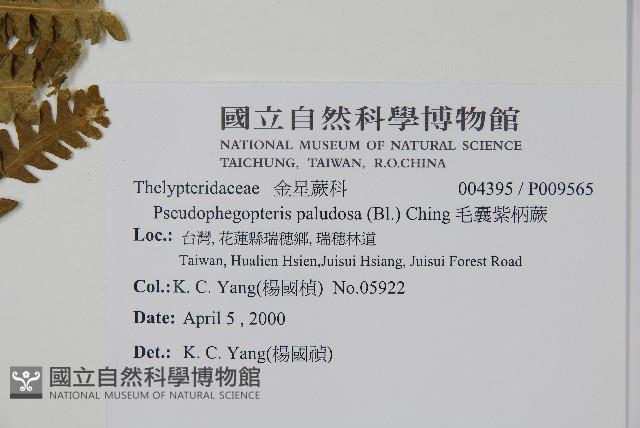 國立自然科學博物館
NATIONAL MUSEUM OF NATURAL SCIENCE
TAICHUNG, TAIWAN, R.O.CHINA
Thelypteridaceae 金星蕨科 004395 / P009565
Pseudophegopteris paludosa (Bl.) Ching 毛囊紫柄蕨
Loc.: 台灣, 花蓮縣瑞穗鄉, 瑞穗林道
Taiwan, Hualien Hsien,Juisui Hsiang, Juisui Forest Road
Col.: K. C. Yang(楊國禎) No.05922
Date: April 5 , 2000
Det.: K. C. Yang(楊國禎)
國立自然科學博物館
NATIONAL MUSEUM OF NATURAL SCIENCE